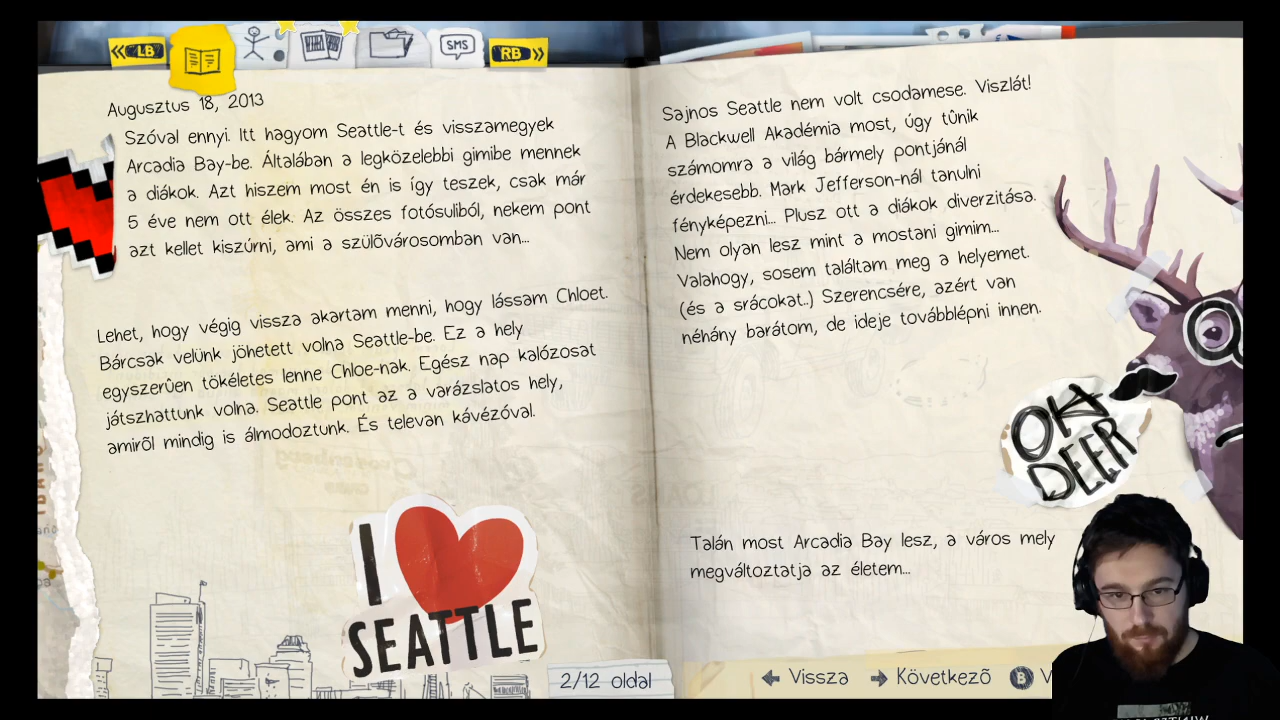 LB
SMS
RB
Augusztus 18, 2013
Szóval ennyi. Itt hagyom Seattle-t és visszamegyek
Arcadia Bay-be. Általában a legközelebbi gimibe mennek
a diákok. Azt hiszem most én is így teszek, csak már
5 éve nem ott élek. Az összes fotósuliból, nekem pont
azt kellet kiszúrni, ami a szülõvárosomban van...
Lehet, hogy végig vissza akartam menni, hogy lássam Chloet.
Bárcsak velünk jöhetett volna Seattle-be. Ez a hely
egyszerûen tökéletes lenne Chloe-nak. Egész nap kalózosat
játszhattunk volna. Seattle pont az a varázslatos hely,
amirõl mindig is álmodoztunk. És televan kávézóval.
I
SEATTLE
2/12 oldal
Sajnos Seattle nem volt csodamese. Viszlát!
A Blackwell Akadémia most, úgy tûnik
számomra a világ bármely pontjánál
érdekesebb. Mark Jefferson-nál tanulni
fényképezni... Plusz ott a diákok diverzitása.
Nem olyan lesz mint a mostani gimim...
Valahogy, sosem találtam meg a helyemet.
(és a srácokat..) Szerencsére, azért van
néhány barátom, de ideje továbblépni innen.
OH
DEER
Talán most Arcadia Bay lesz, a város mely
megváltoztatja az életem...
Vissza
Következõ
B V